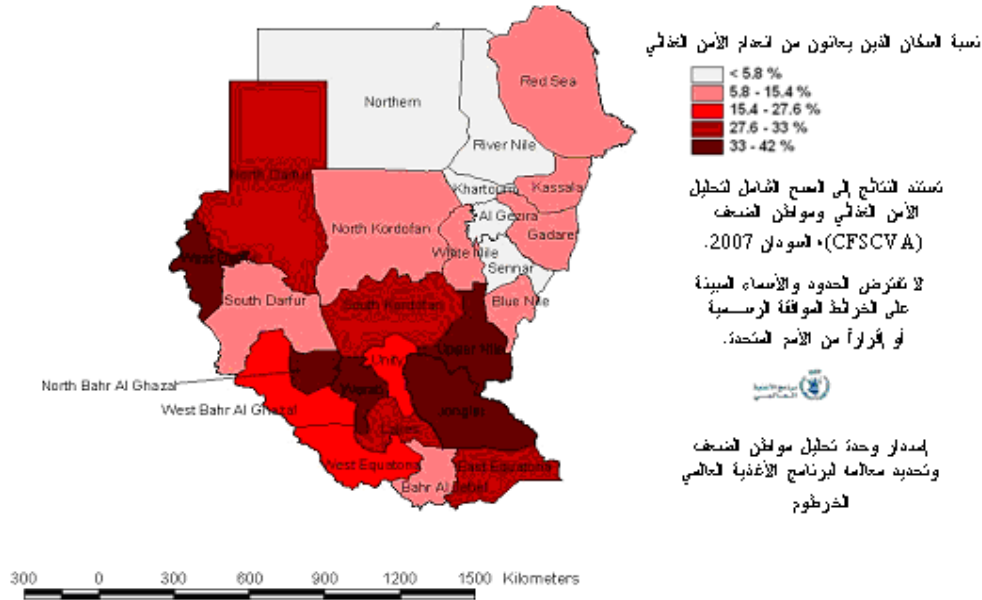 نسبة السكان الذين يعانون من انعدام الأمن الغذائي
< 5.8 %
5.8 - 15.4 %
15.4 - 27.6 %
27.6 - 33 %
33 - 42 %
تستند النتائج إلى المسح الشامل لتحليل
الأمن الغذائي ومواطن الضعف
(CFSCVA)، السودان 2007.
لا تفترض الحدود والأسماء المبينة
على الخرائط الموافقة الرسمية
أو إقراراً من الأمم المتحدة.
برنامج الأغذية
العالمي
إصدار وحدة تحليل مواطن الضعف
وتحديد معالمه لبرنامج الأغذية العالمي
الخرطوم
Red Sea
Northern
River Nile
Khartoum
Kassala
North Darfur
Al Gezira
North Kordofan
Gadaref
White Nile
Sennar
West Darfur
South Darfur
South Kordofan
Blue Nile
Upper Nile
Unity
North Bahr Al Ghazal
Warab
West Bahr Al Ghazal
Jonglei
Lakes
West Equatoria
East Equatoria
Bahr Al Jebel
300 0 300 600 900 1200 1500 Kilometers